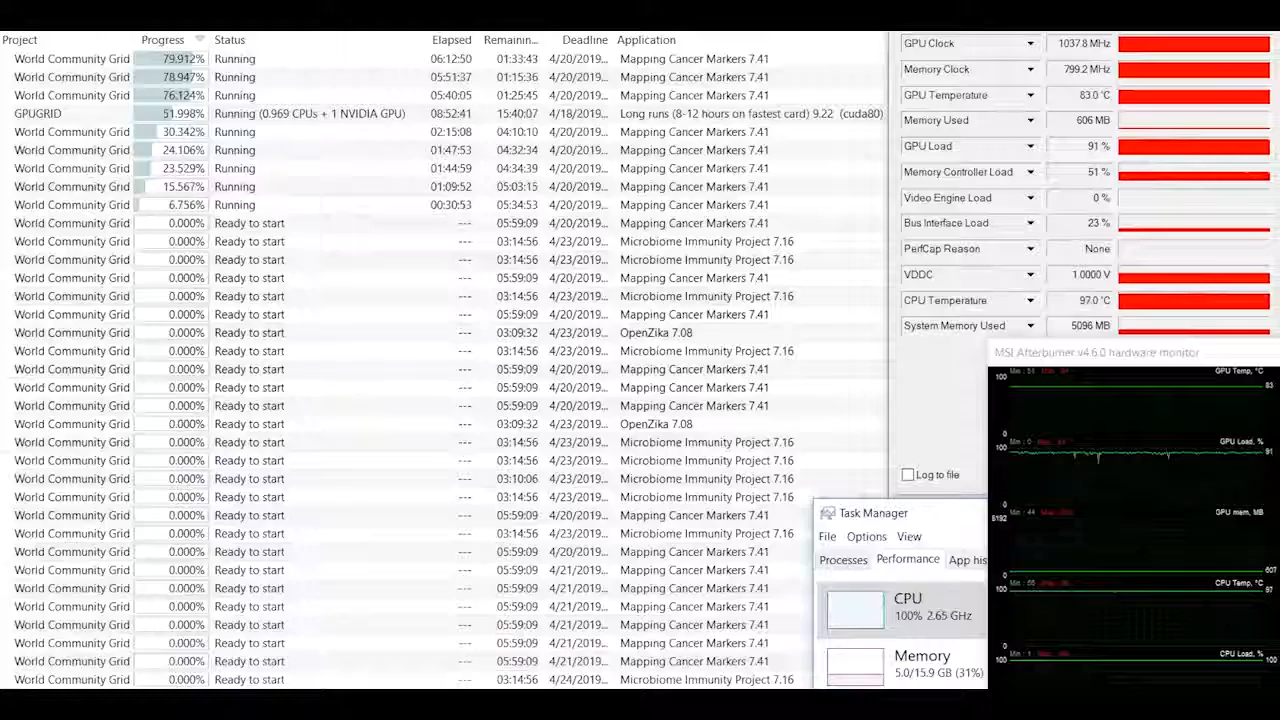 Project Progress Status Elapsed Remainin... Deadline Application
World Community Grid 79.912% Running 06:12:50 01:33:43 4/20/2019... Mapping Cancer Markers 7.41
World Community Grid 78.947% Running 05:51:37 01:15:36 4/20/2019... Mapping Cancer Markers 7.41
World Community Grid 76.124% Running 05:40:05 01:25:45 4/20/2019... Mapping Cancer Markers 7.41
GPUGRID 51.998% Running (0.969 CPUs + 1 NVIDIA GPU) 08:52:41 15:40:07 4/18/2019... Long runs (8-12 hours on fastest card) 9.22 (cuda80)
World Community Grid 30.342% Running 02:15:08 04:10:10 4/20/2019... Mapping Cancer Markers 7.41
World Community Grid 24.106% Running 01:47:53 04:32:34 4/20/2019... Mapping Cancer Markers 7.41
World Community Grid 23.529% Running 01:44:59 04:34:39 4/20/2019... Mapping Cancer Markers 7.41
World Community Grid 15.567% Running 01:09:52 05:03:15 4/20/2019... Mapping Cancer Markers 7.41
World Community Grid 6.756% Running 00:30:53 05:34:53 4/20/2019... Mapping Cancer Markers 7.41
World Community Grid 0.000% Ready to start --- 05:59:09 4/20/2019... Mapping Cancer Markers 7.41
World Community Grid 0.000% Ready to start --- 03:14:56 4/23/2019... Microbiome Immunity Project 7.16
World Community Grid 0.000% Ready to start --- 03:14:56 4/23/2019... Microbiome Immunity Project 7.16
World Community Grid 0.000% Ready to start --- 05:59:09 4/20/2019... Mapping Cancer Markers 7.41
World Community Grid 0.000% Ready to start --- 03:14:56 4/23/2019... Microbiome Immunity Project 7.16
World Community Grid 0.000% Ready to start --- 05:59:09 4/20/2019... Mapping Cancer Markers 7.41
World Community Grid 0.000% Ready to start --- 03:09:32 4/23/2019... OpenZika 7.08
World Community Grid 0.000% Ready to start --- 03:14:56 4/23/2019... Microbiome Immunity Project 7.16
World Community Grid 0.000% Ready to start --- 05:59:09 4/20/2019... Mapping Cancer Markers 7.41
World Community Grid 0.000% Ready to start --- 05:59:09 4/20/2019... Mapping Cancer Markers 7.41
World Community Grid 0.000% Ready to start --- 05:59:09 4/20/2019... Mapping Cancer Markers 7.41
World Community Grid 0.000% Ready to start --- 03:09:32 4/23/2019... OpenZika 7.08
World Community Grid 0.000% Ready to start --- 03:14:56 4/23/2019... Microbiome Immunity Project 7.16
World Community Grid 0.000% Ready to start --- 03:14:56 4/23/2019... Microbiome Immunity Project 7.16
World Community Grid 0.000% Ready to start --- 03:10:06 4/23/2019... Microbiome Immunity Project 7.16
World Community Grid 0.000% Ready to start --- 03:14:56 4/23/2019... Microbiome Immunity Project 7.16
World Community Grid 0.000% Ready to start --- 05:59:09 4/20/2019... Mapping Cancer Markers 7.41
World Community Grid 0.000% Ready to start --- 03:14:56 4/23/2019... Microbiome Immunity Project 7.16
World Community Grid 0.000% Ready to start --- 05:59:09 4/20/2019... Mapping Cancer Markers 7.41
World Community Grid 0.000% Ready to start --- 05:59:09 4/20/2019... Mapping Cancer Markers 7.41
World Community Grid 0.000% Ready to start --- 05:59:09 4/21/2019... Mapping Cancer Markers 7.41
World Community Grid 0.000% Ready to start --- 05:59:09 4/21/2019... Mapping Cancer Markers 7.41
World Community Grid 0.000% Ready to start --- 05:59:09 4/21/2019... Mapping Cancer Markers 7.41
World Community Grid 0.000% Ready to start --- 05:59:09 4/21/2019... Mapping Cancer Markers 7.41
World Community Grid 0.000% Ready to start --- 03:14:56 4/24/2019... Microbiome Immunity Project 7.16
GPU Clock 1037.8 MHz
Memory Clock 799.2 MHz
GPU Temperature 83.0 °C
Memory Used 606 MB
GPU Load 91 %
Memory Controller Load 51 %
Video Engine Load 0 %
Bus Interface Load 23 %
PerfCap Reason None
VDDC 1.0000 V
CPU Temperature 97.0 °C
System Memory Used 5096 MB
Log to file
MSI Afterburner v4.6.0 hardware monitor
100 Min : 51 GPU Temp, °C
83
0
Min : 0 GPU Load, %
100 91
0
Min : 44 GPU mem, MB
8192
0 607
CPU Temp, °C
100 97
0
Min : 1 CPU Load, %
100 100
Task Manager
File Options View
Processes Performance App his
CPU
100% 2.65 GHz
Memory
5.0/15.9 GB (31%)